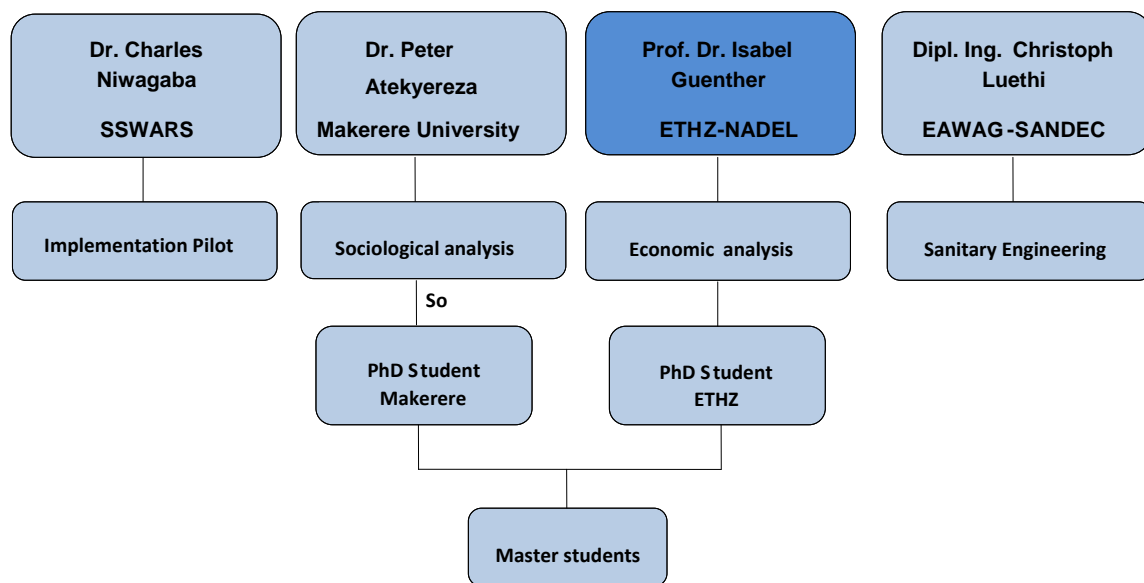 Dr. Charles
Niwagaba
SSWARS
Dr. Peter
Atekyereza
Makerere University
Prof. Dr. Isabel
Guenther
ETHZ-NADEL
Dipl. Ing. Christoph
Luethi
EAWAG-SANDEC
Implementation Pilot
Sociological analysis
Economic analysis
Sanitary Engineering
So
PhD Student
Makerere
PhD Student
ETHZ
Master students